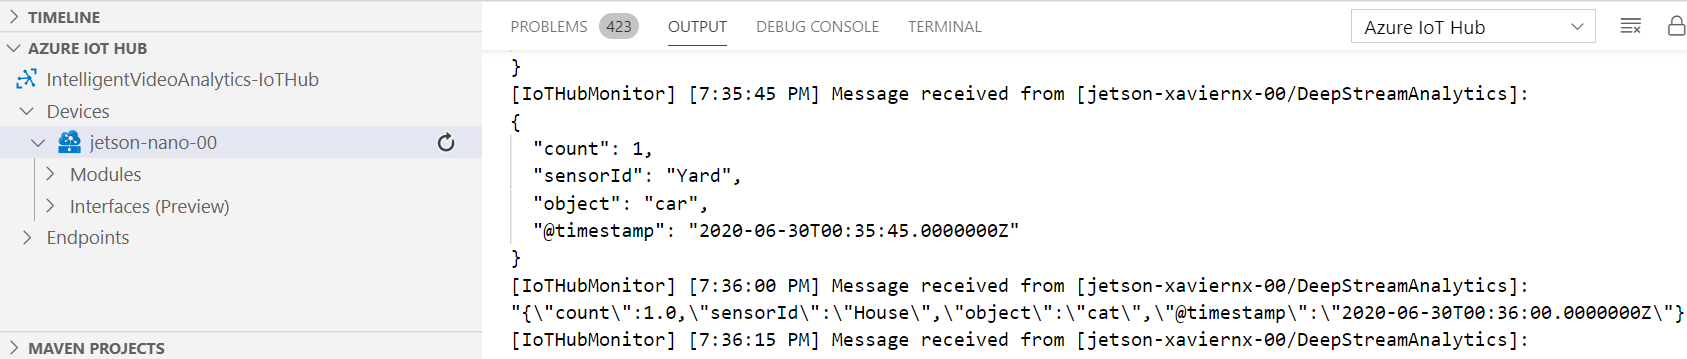 TIMELINE
AZURE IOT HUB
IntelligentVideoAnalytics-IoTHub
Devices
jetson-nano-00
Modules
Interfaces (Preview)
Endpoints
MAVEN PROJECTS
PROBLEMS 423 OUTPUT DEBUG CONSOLE TERMINAL Azure IoT Hub
}
[IoTHubMonitor] [7:35:45 PM] Message received from [jetson-xaviernx-00/DeepStreamAnalytics]:
{
"count": 1,
"sensorId": "Yard",
"object": "car",
"@timestamp": "2020-06-30T00:35:45.0000000Z"
}
[IoTHubMonitor] [7:36:00 PM] Message received from [jetson-xaviernx-00/DeepStreamAnalytics]:
"{\"count\":1.0,\"sensorId\":\"House\",\"object\":\"cat\",\"@timestamp\":\"2020-06-30T00:36:00.0000000Z\"}
[IoTHubMonitor] [7:36:15 PM] Message received from [jetson-xaviernx-00/DeepStreamAnalytics]: